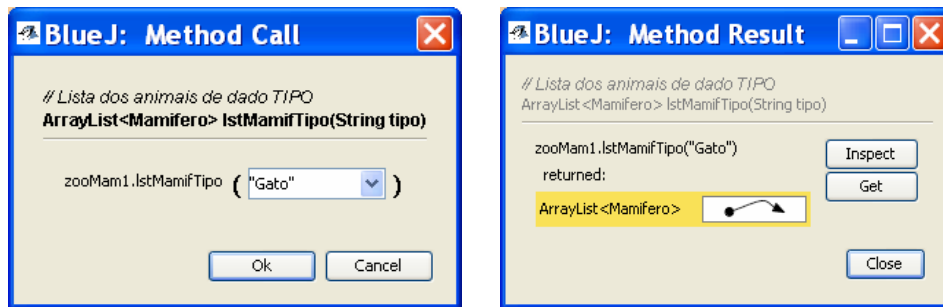 BlueJ: Method Call
// Lista dos animais de dado TIPO
ArrayList<Mamifero> lstMamifTipo(String tipo)
zooMam1.lstMamifTipo ( "Gato" )
Ok Cancel
BlueJ: Method Result
// Lista dos animais de dado TIPO
ArrayList<Mamifero> lstMamifTipo(String tipo)
zooMam1.lstMamifTipo("Gato")
returned:
ArrayList<Mamifero>
Inspect
Get
Close